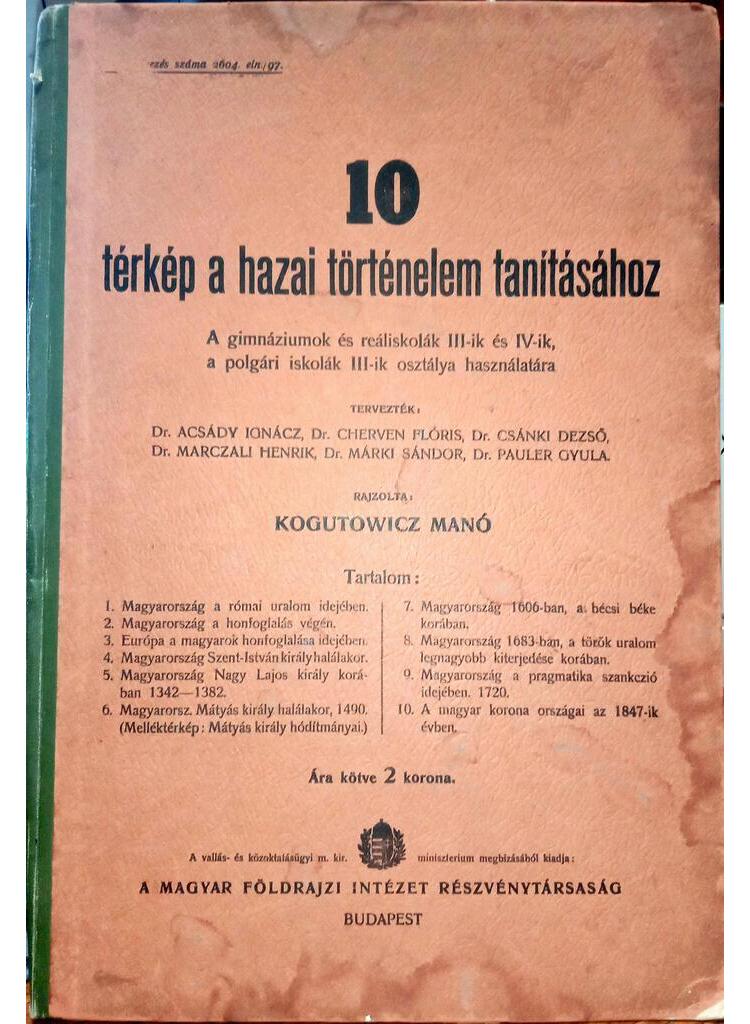 ezés száma 2604. eln./97.
10
térkép a hazai történelem tanításához
A gimnáziumok és reáliskolák III-ik és IV-ik,
a polgári iskolák III-ik osztálya használatára
TERVEZTÉK:
Dr. ACSÁDY IGNÁCZ, Dr. CHERVEN FLÓRIS, Dr. CSÁNKI DEZSŐ,
Dr. MARCZALI HENRIK, Dr. MÁRKI SÁNDOR, Dr. PAULER GYULA.
RAJZOLTA:
KOGUTOWICZ MANÓ
Tartalom:
1. Magyarország a római uralom idejében.
2. Magyarország a honfoglalás végén.
3. Európa a magyarok honfoglalása idejében.
4. Magyarország Szent-István király halálakor.
5. Magyarország Nagy Lajos király korá-
ban 1342—1382.
6. Magyarorsz. Mátyás király halálakor, 1490.
(Melléktérkép: Mátyás király hódítmányai.)
7. Magyarország 1606-ban, a bécsi béke
korában.
8. Magyarország 1683-ban, a török uralom
legnagyobb kiterjedése korában.
9. Magyarország a pragmatika szankczió
idejében. 1720.
10. A magyar korona országai az 1847-ik
évben.
Ára kötve 2 korona.
A vallás- és közoktatásügyi m. kir. miniszterium megbizásából kiadja:
A MAGYAR FÖLDRAJZI INTÉZET RÉSZVÉNYTÁRSASÁG
BUDAPEST